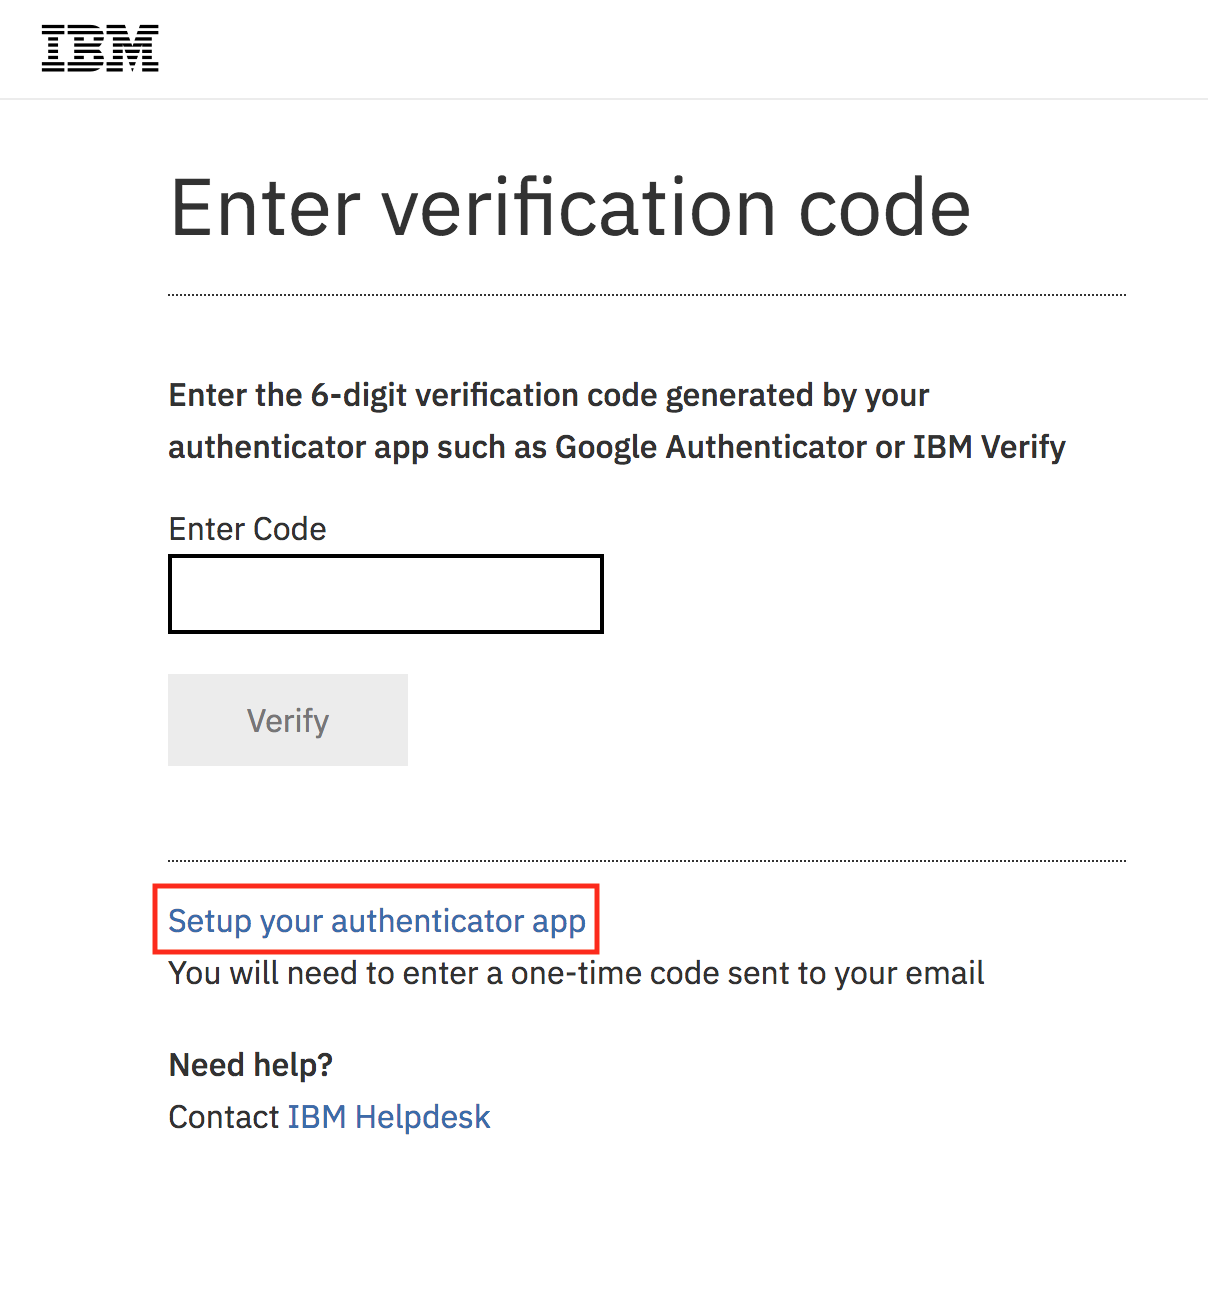 IBM
Enter verification code
Enter the 6-digit verification code generated by your
authenticator app such as Google Authenticator or IBM Verify
Enter Code
Verify
Setup your authenticator app
You will need to enter a one-time code sent to your email
Need help?
Contact IBM Helpdesk